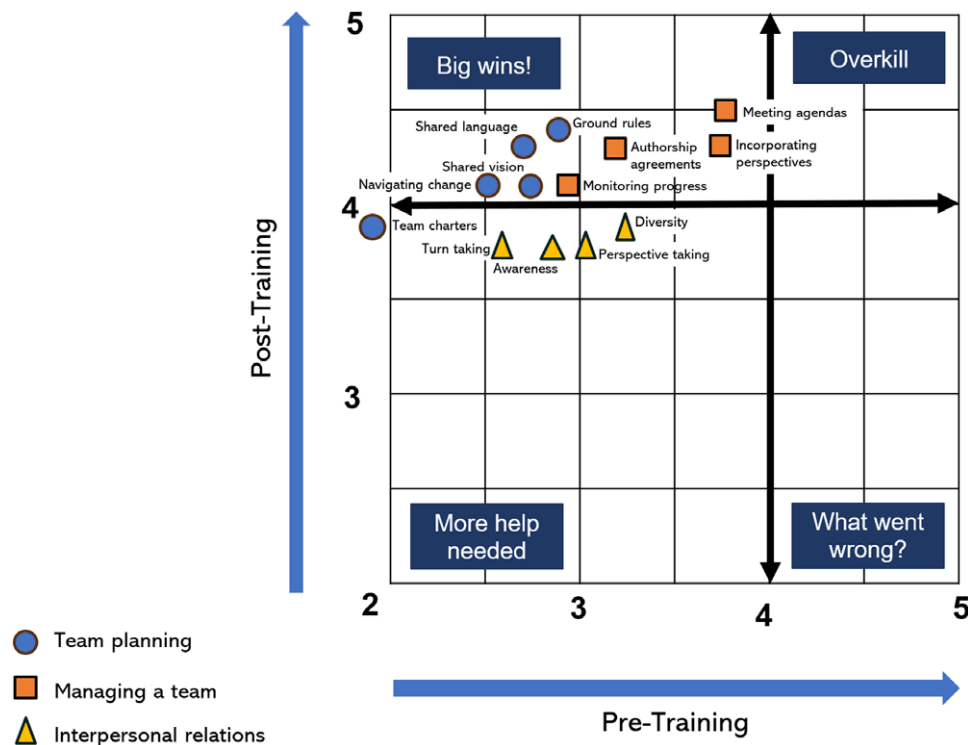 5
Big wins!
Overkill
Meeting agendas
Ground rules
Shared language
Authorship
agreements
Incorporating
perspectives
Shared vision
Navigating change
Monitoring progress
4
Team charters
Diversity
Turn taking
Perspective taking
Awareness
Post-Training
3
More help
needed
What went
wrong?
2
3
4
5
Team planning
Managing a team
Interpersonal relations
Pre-Training